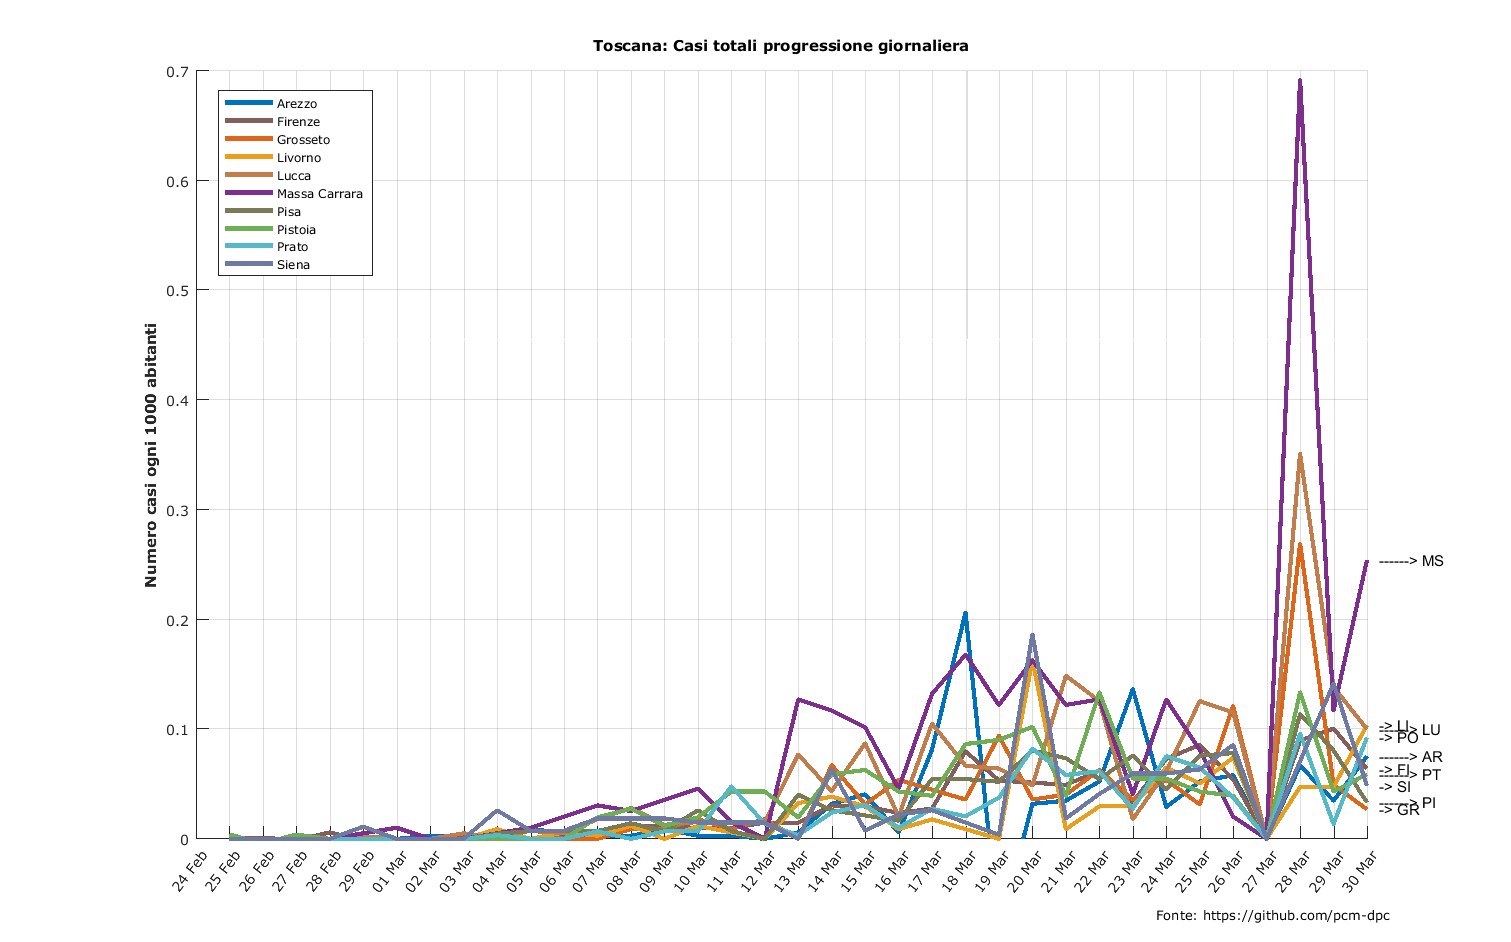 Toscana: Casi totali progressione giornaliera
Numero casi ogni 1000 abitanti
0.7
0.6
0.5
0.4
0.3
0.2
0.1
0
Arezzo
Firenze
Grosseto
Livorno
Lucca
Massa Carrara
Pisa
Pistoia
Prato
Siena
------> MS
-> LI
------> LU
-> PO
------> AR
-> FI
------> PT
-> SI
------> PI
-> GR
24 Feb
25 Feb
26 Feb
27 Feb
28 Feb
29 Feb
01 Mar
02 Mar
03 Mar
04 Mar
05 Mar
06 Mar
07 Mar
08 Mar
09 Mar
10 Mar
11 Mar
12 Mar
13 Mar
14 Mar
15 Mar
16 Mar
17 Mar
18 Mar
19 Mar
20 Mar
21 Mar
22 Mar
23 Mar
24 Mar
25 Mar
26 Mar
27 Mar
28 Mar
29 Mar
30 Mar
Fonte: https://github.com/pcm-dpc